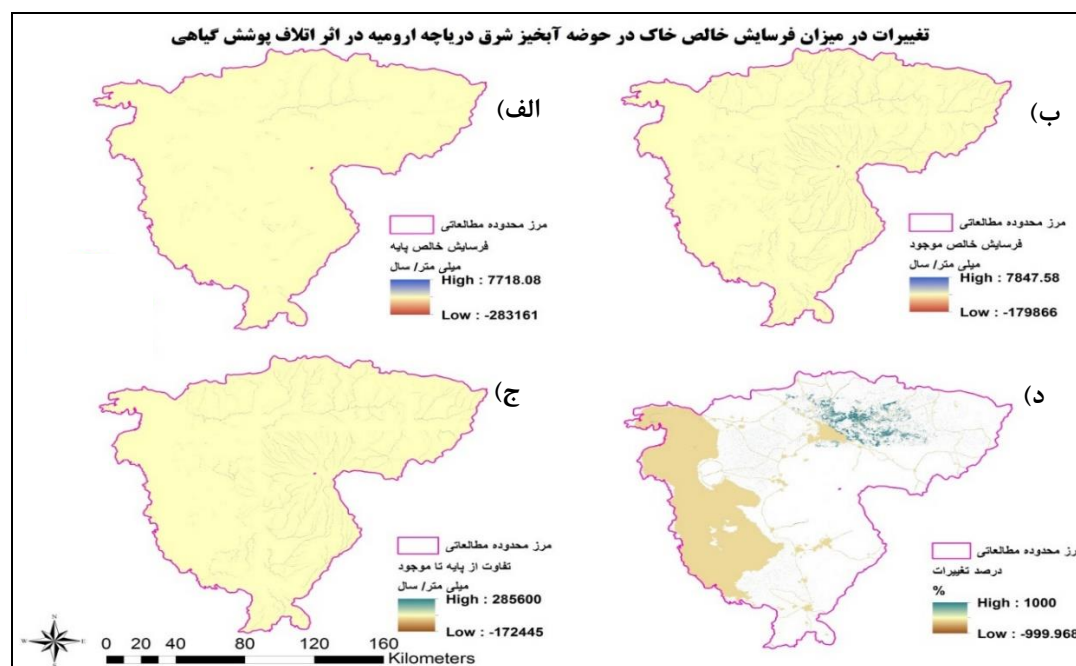 تغییرات در میزان فرسایش خالص خاک در حوضه آبخیز شرق دریاچه ارومیه در اثر اتلاف پوشش گیاهی
الف)
مرز محدوده مطالعاتی
فرسایش خالص پایه
میلی متر/ سال
High : 7718.08
Low : -283161
ب)
مرز محدوده مطالعاتی
فرسایش خالص موجود
میلی متر/ سال
High : 7847.58
Low : -179866
ج)
مرز محدوده مطالعاتی
تفاوت از پایه تا موجود
میلی متر/ سال
High : 285600
Low : -172445
د)
مرز محدوده مطالعاتی
درصد تغییرات
%
High : 1000
Low : -999.968
N
W E
S
0 20 40 80 120 160
Kilometers